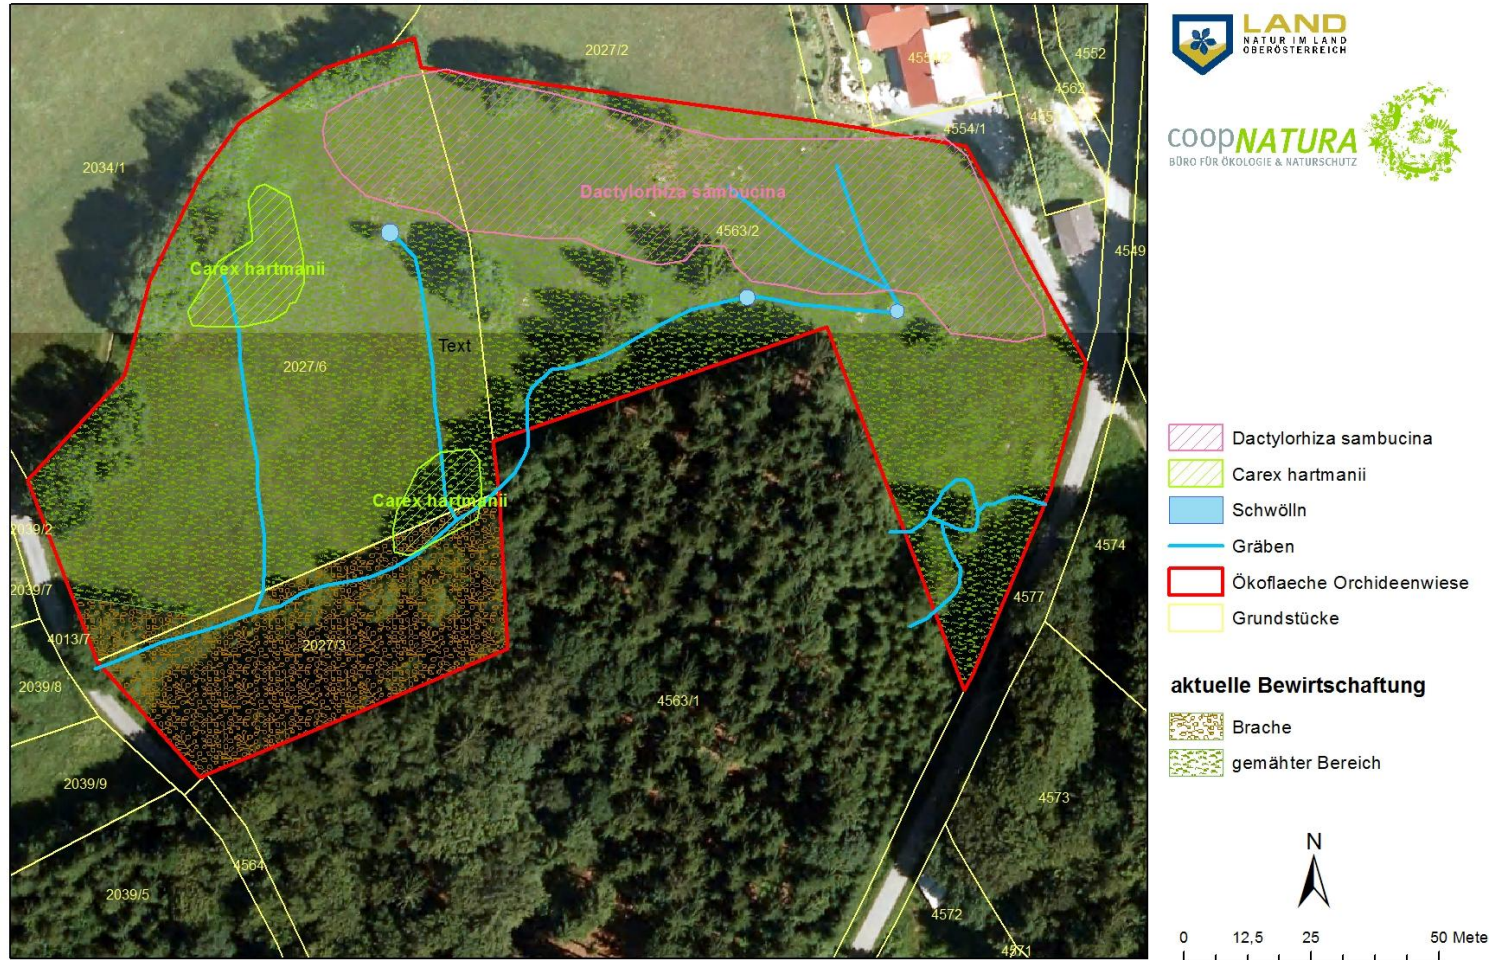 2027/2
4554/2
4552
4562
4554/1
2034/1
Dactylorhiza sambucina
4563/2
4549
Carex hartmanii
Text
2027/6
Carex hartmanii
2039/2
4574
2039/7
4577
4013/7
2027/3
2039/8
4563/1
2039/9
4573
4564
2039/5
4572
4571
LAND
NATUR IM LAND
OBERÖSTERREICH
coopNATURA
BÜRO FÜR ÖKOLOGIE & NATURSCHUTZ
Dactylorhiza sambucina
Carex hartmanii
Schwölln
Gräben
Ökoflaeche Orchideenwiese
Grundstücke
aktuelle Bewirtschaftung
Brache
gemähter Bereich
N
0 12,5 25 50 Mete